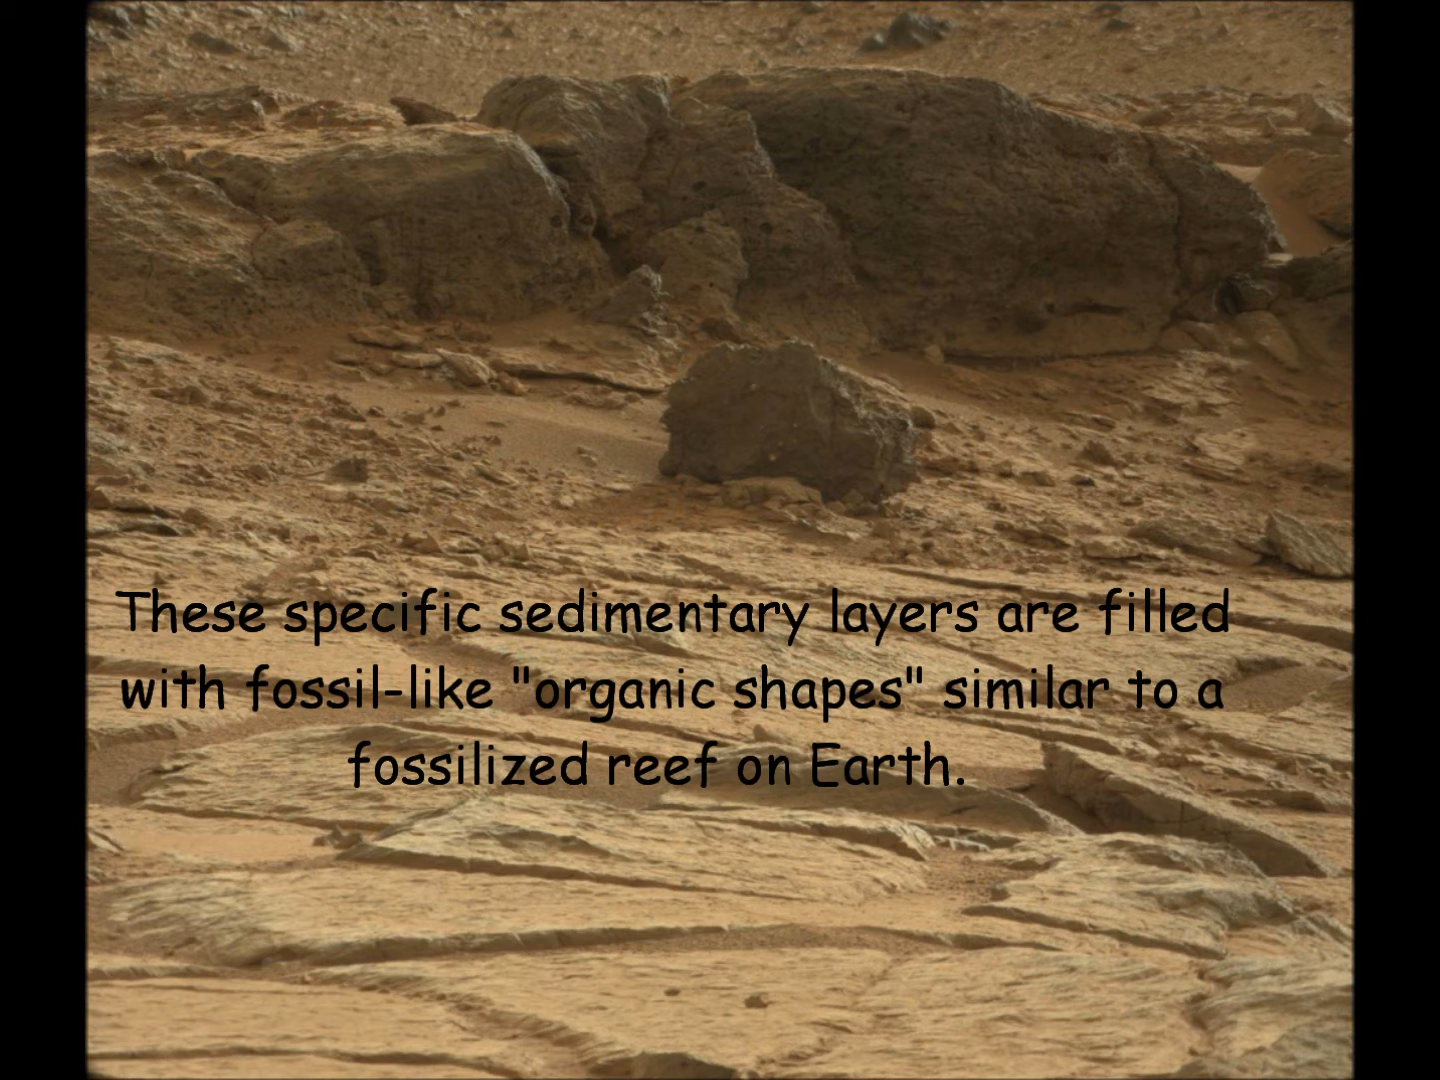 These specific sedimentary layers are filled
with fossil-like "organic shapes" similar to a
fossilized reef on Earth.